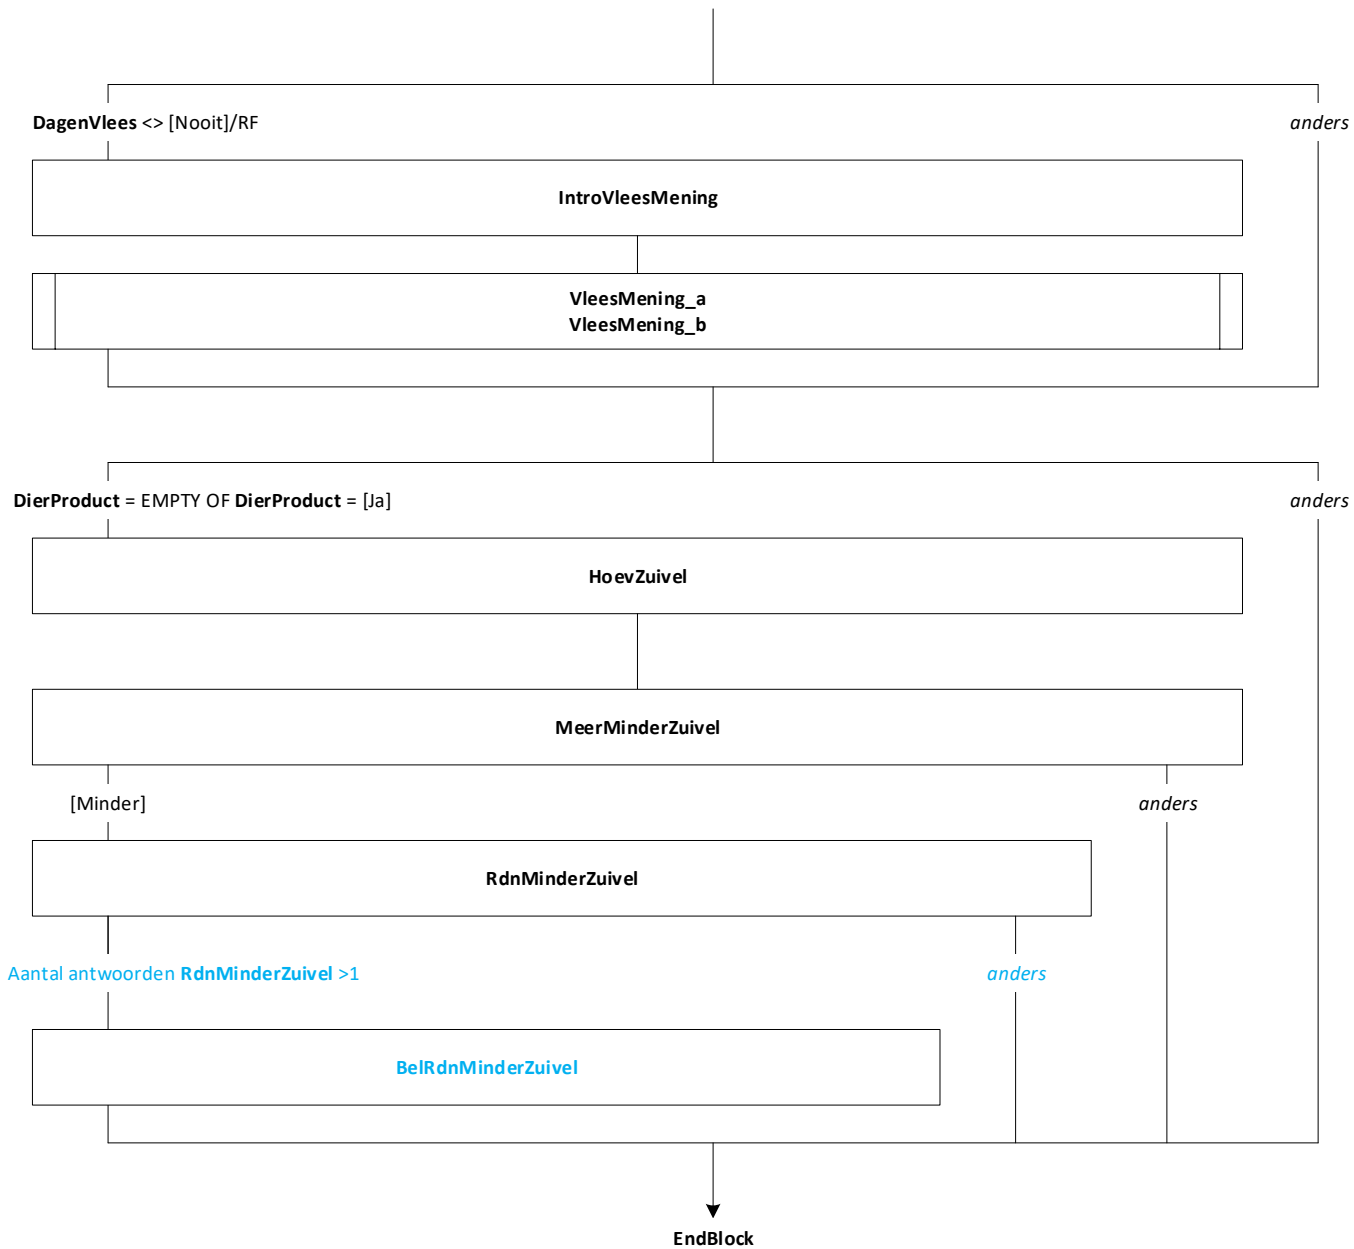 DagenVlees <> [Nooit]/RF
anders
IntroVleesMening
VleesMening_a
VleesMening_b
DierProduct = EMPTY OF DierProduct = [Ja]
anders
HoevZuivel
MeerMinderZuivel
[Minder]
anders
RdnMinderZuivel
Aantal antwoorden RdnMinderZuivel >1
anders
BelRdnMinderZuivel
EndBlock